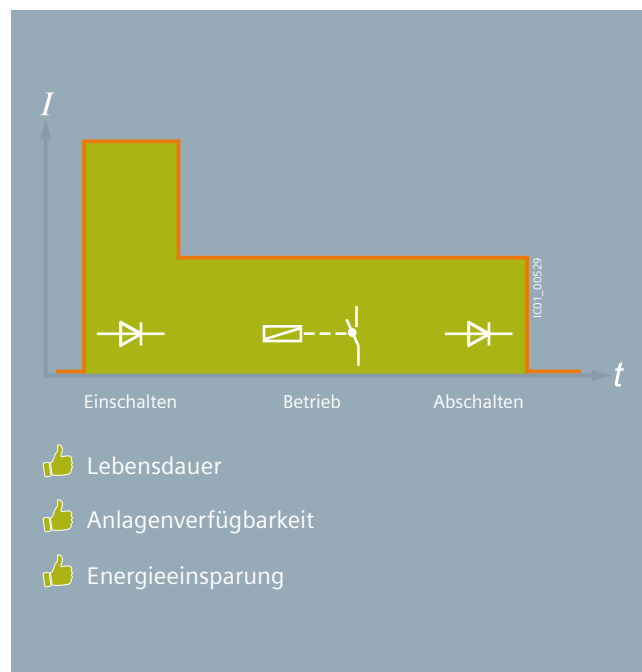 I
IC01_00529
t
Einschalten Betrieb Abschalten
Lebensdauer
Anlagenverfügbarkeit
Energieeinsparung